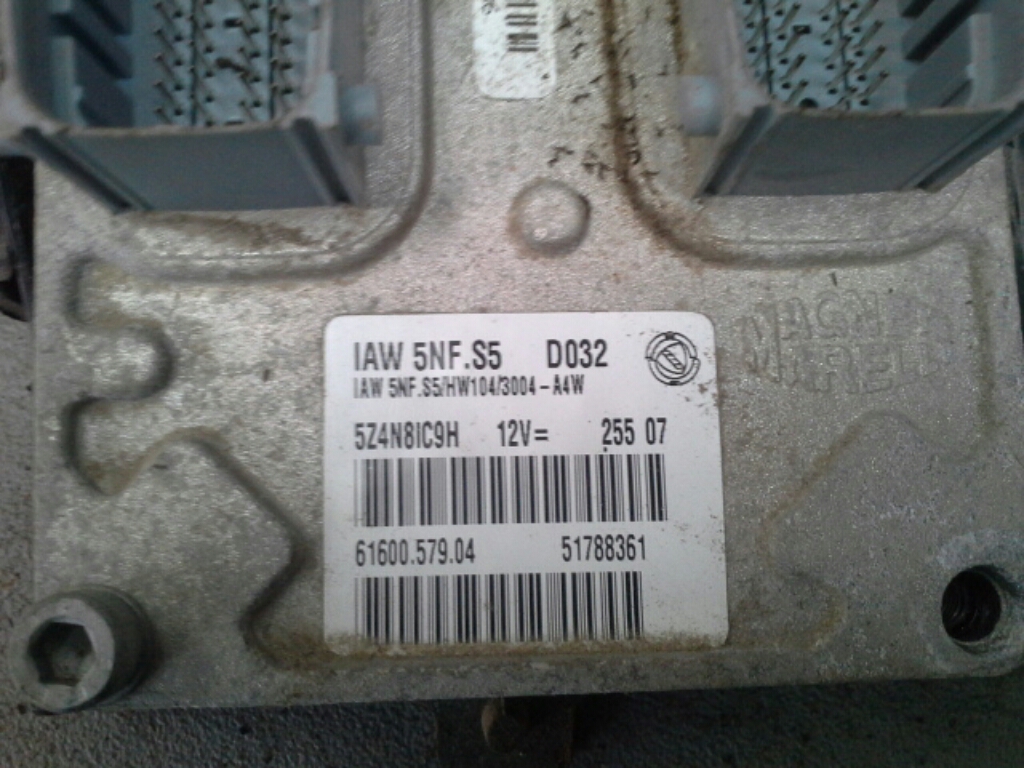 IAW 5NF.S5 D032
IAW 5NF.S5/HW104/3004-A4W
5Z4N8IC9H 12V= 255 07
61600.579.04 51788361